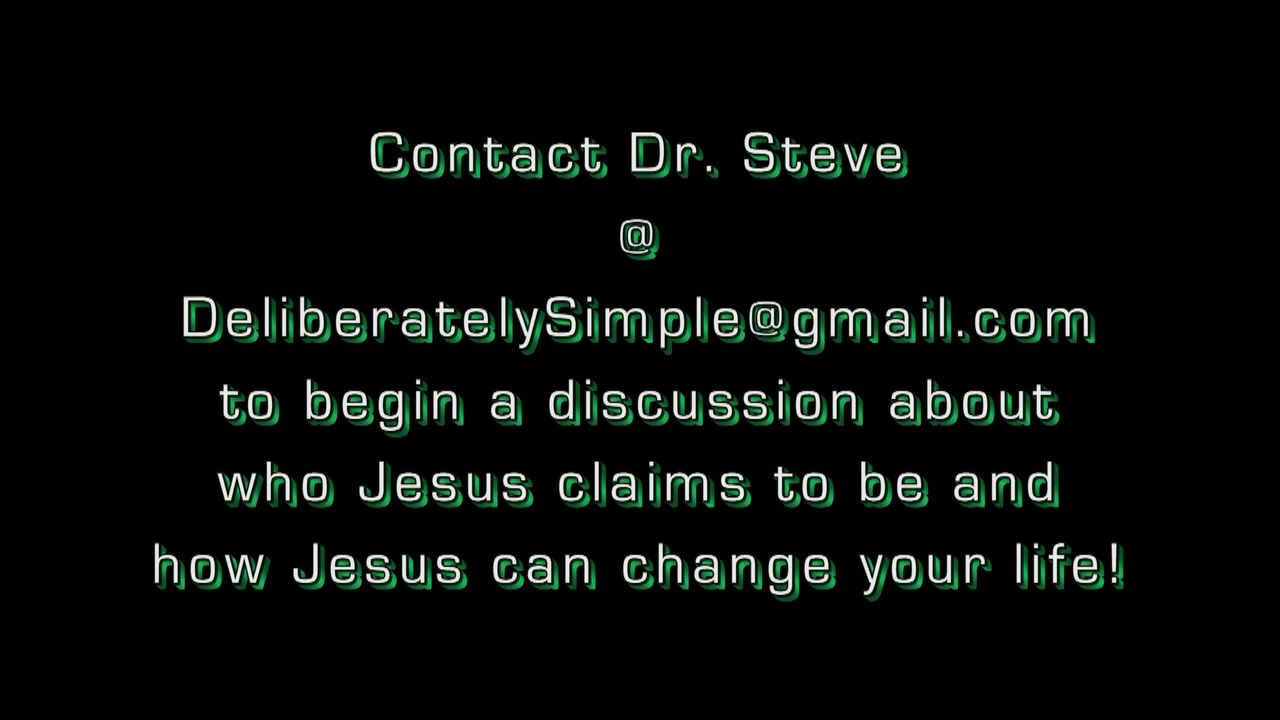 Contact Dr. Steve
@
DeliberatelySimple@gmail.com
to begin a discussion about
who Jesus claims to be and
how Jesus can change your life!